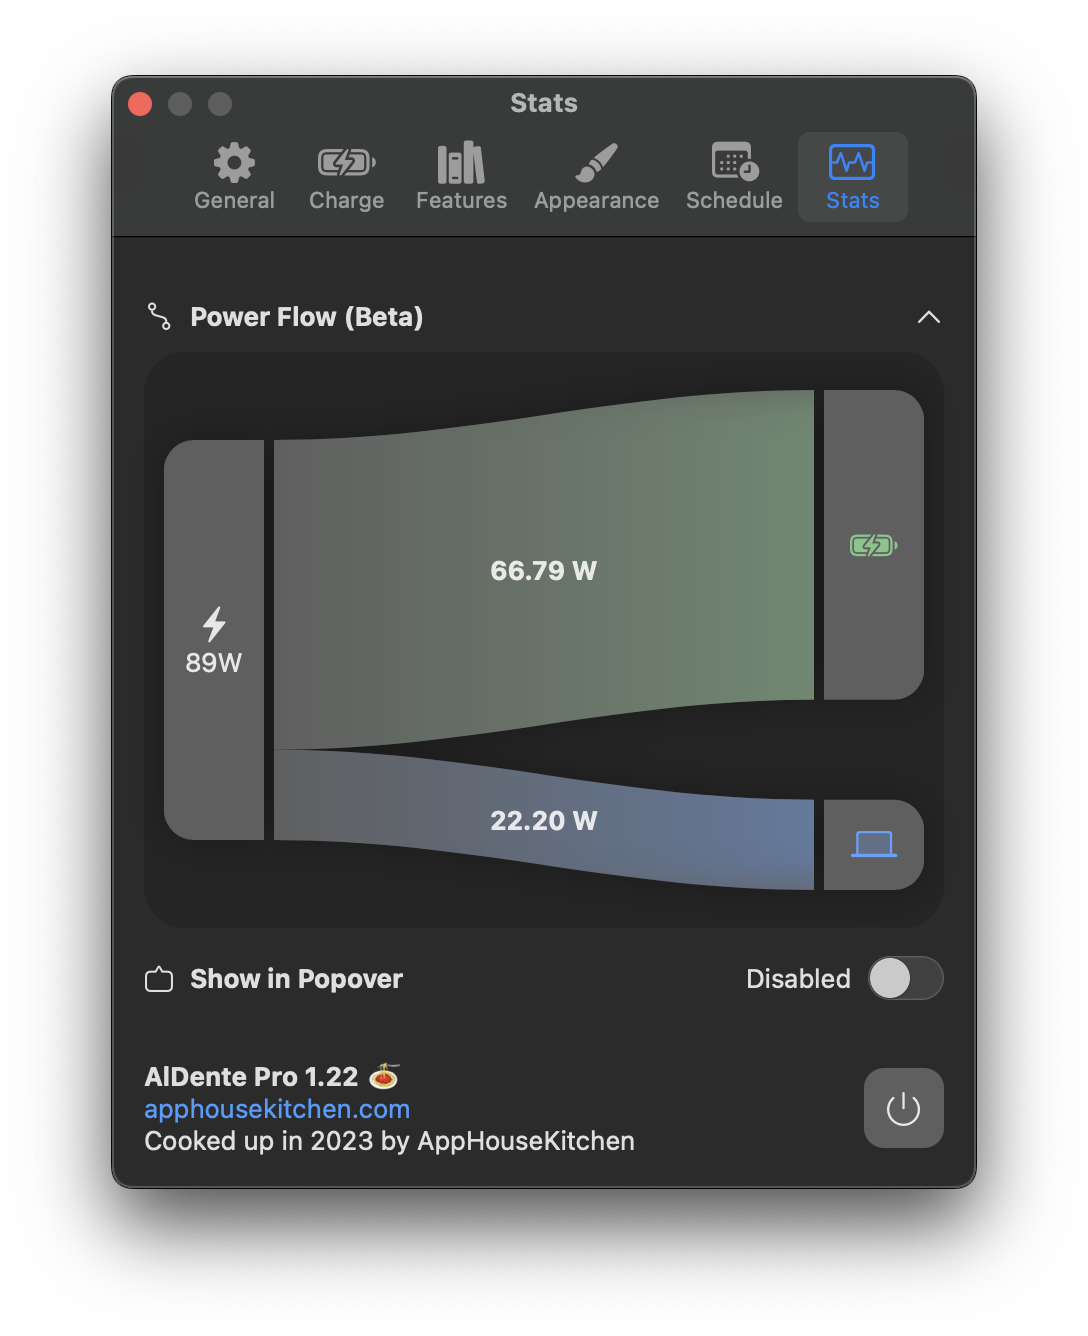 Stats
General
Charge
Features
Appearance
Schedule
Stats
Power Flow (Beta)
66.79 W
89W
22.20 W
Show in Popover
Disabled
AlDente Pro 1.22
apphousekitchen.com
Cooked up in 2023 by AppHouseKitchen